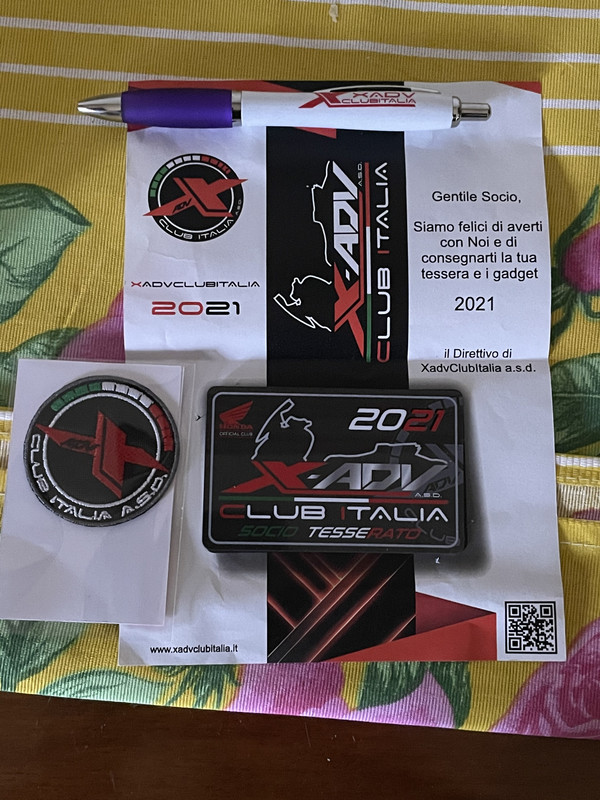 XADV
CLUBITALIA
ADV
CLUB ITALIA A.S.D.
XADVCLUBITALIA
2021
X-ADV A.S.D.
CLUB ITALIA
Gentile Socio,
Siamo felici di averti
con Noi e di
consegnarti la tua
tessera e i gadget
2021
il Direttivo di
XadvClubItalia a.s.d.
ADV
CLUB ITALIA A.S.D.
HONDA
OFFICIAL CLUB
2021
X-ADV
A.S.D.
CLUB ITALIA
SOCIO TESSERATO
www.xadvclubitalia.it